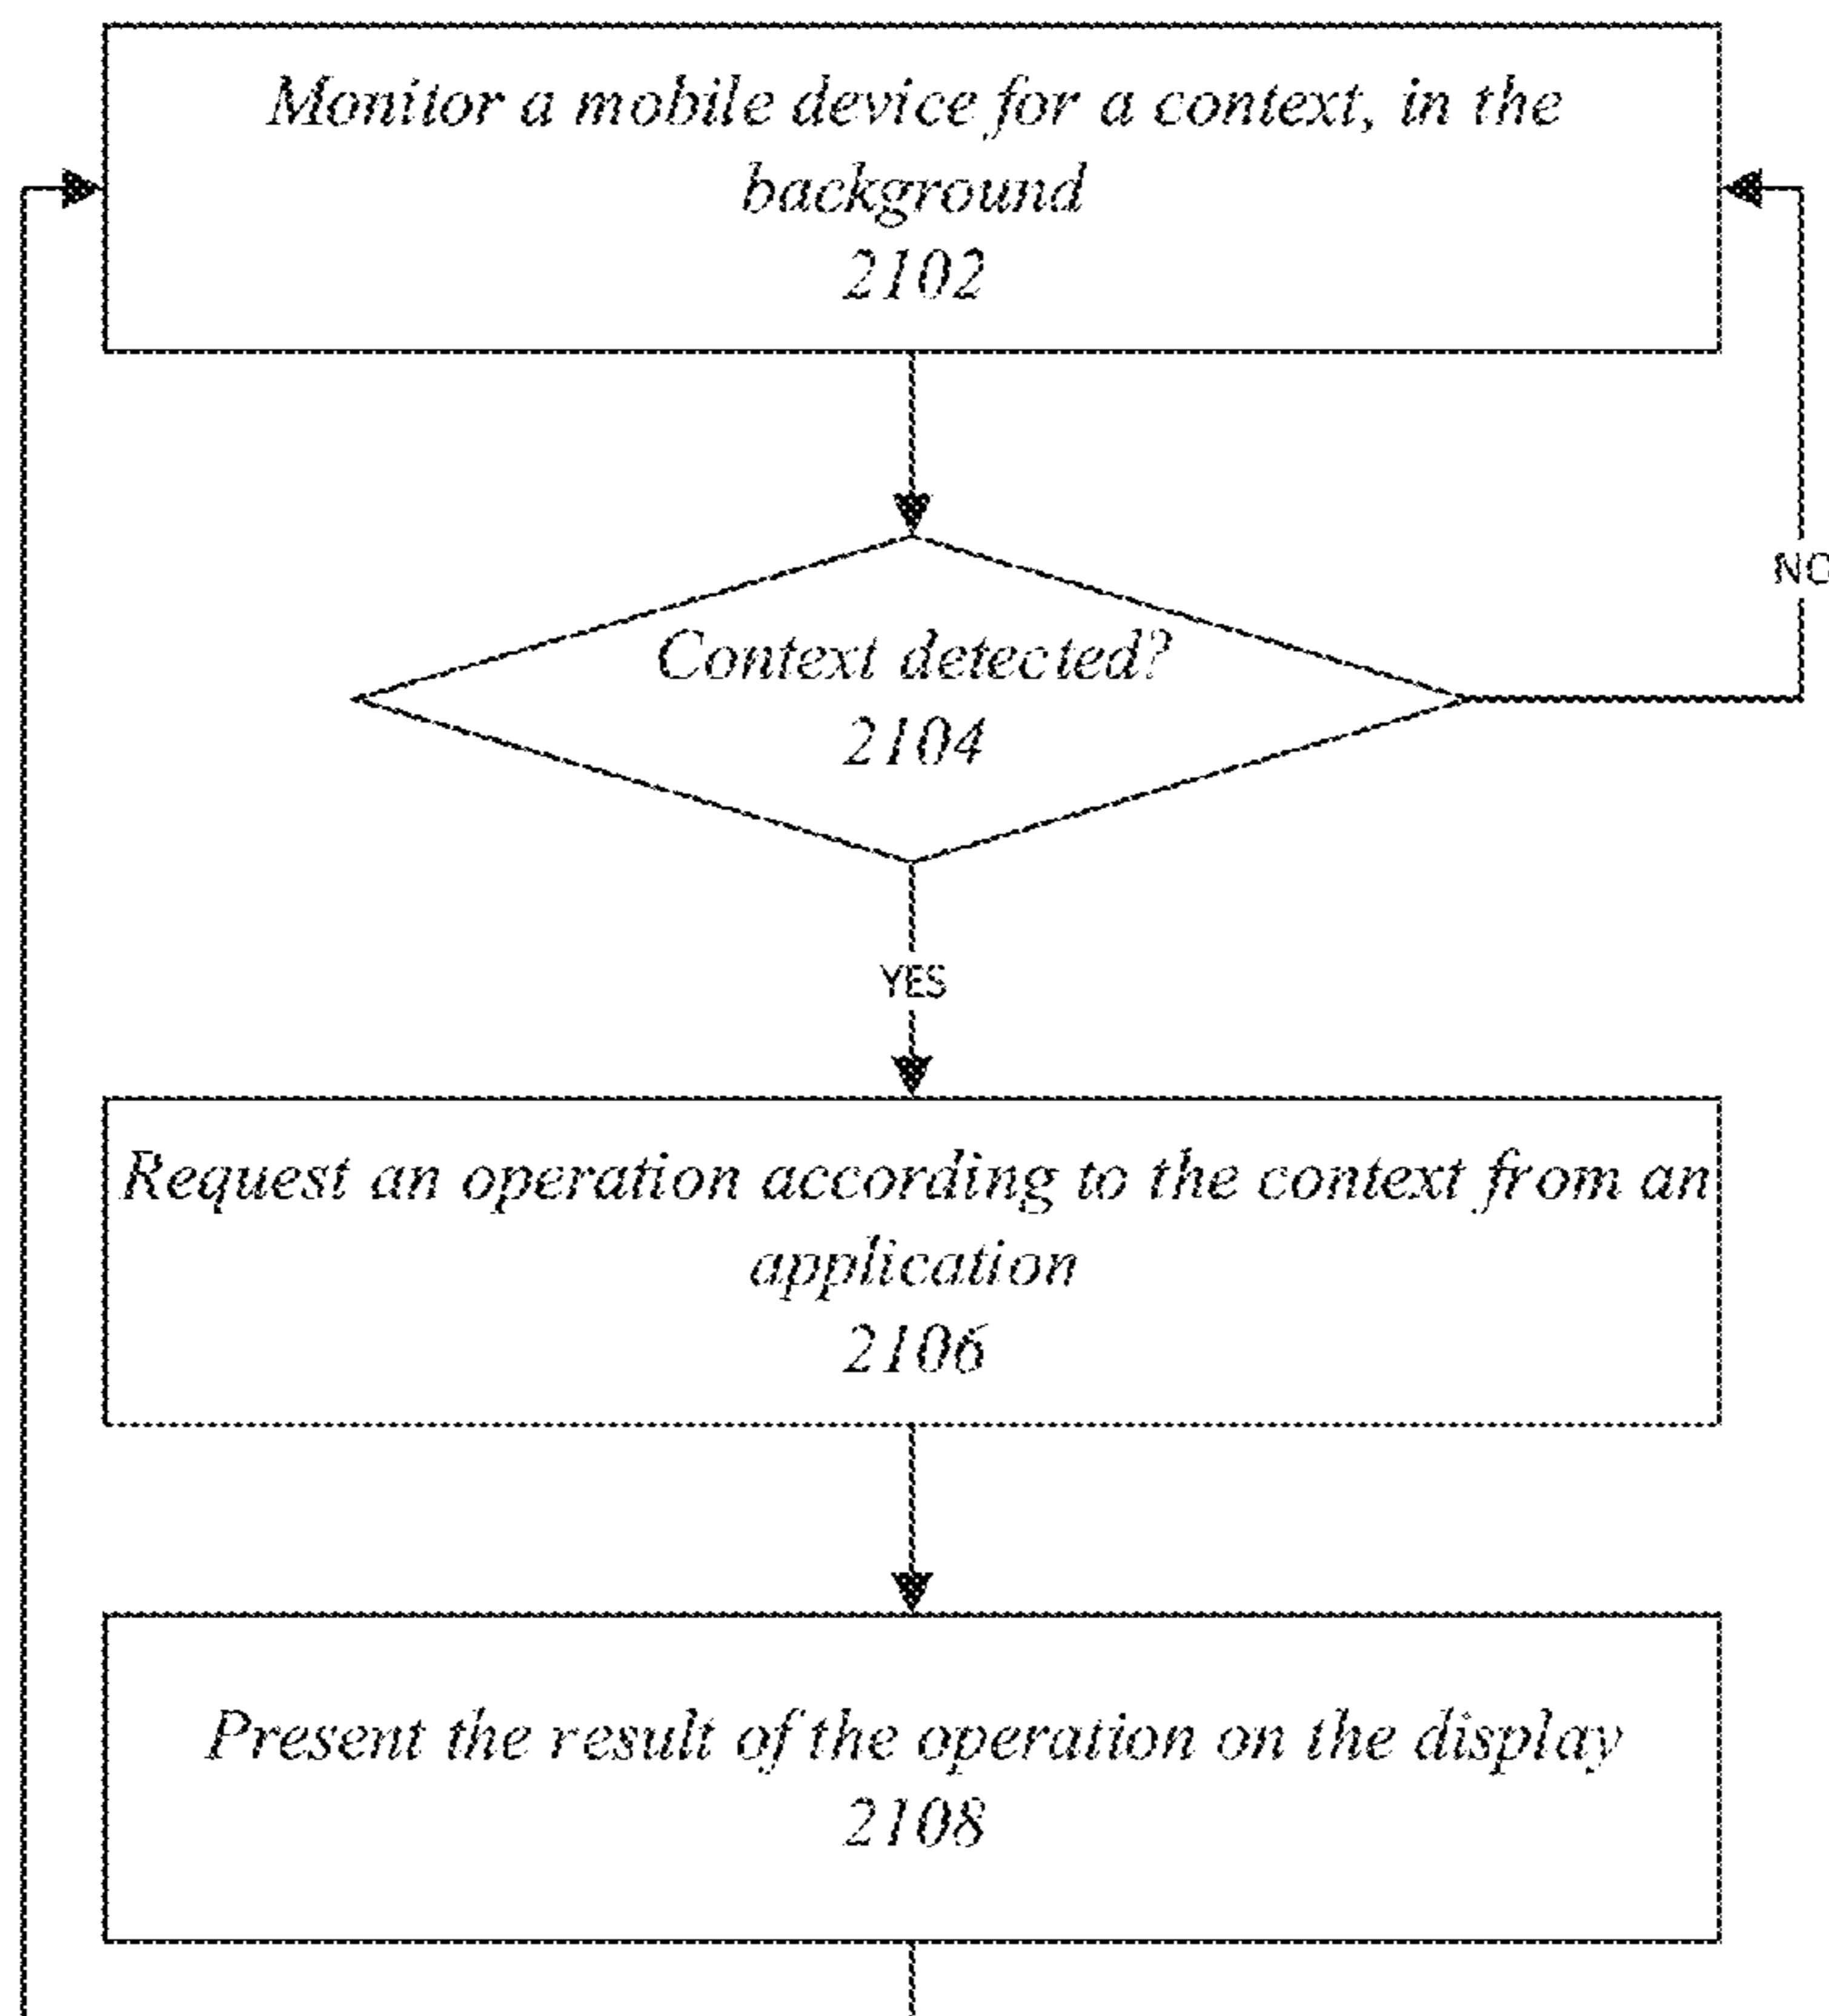 Monitor a mobile device for a context, in the
background
2102
Context detected?
2104
NO
YES
Request an operation according to the context from an
application
2106
Present the result of the operation on the display
2108